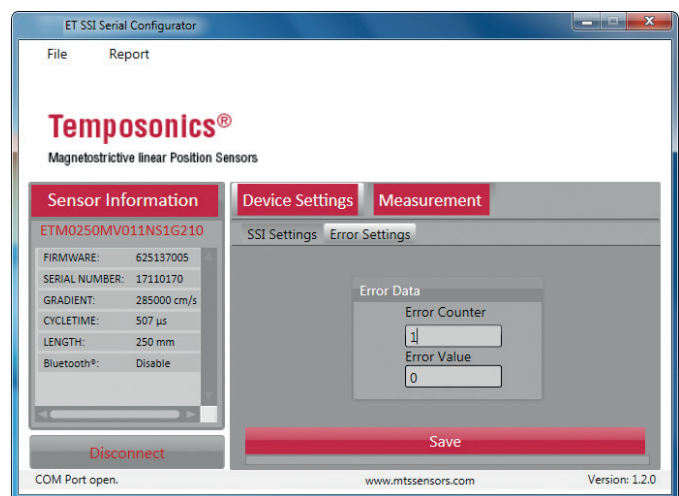 ET SSI Serial Configurator
File Report
Temposonics®
Magnetostrictive linear Position Sensors
Sensor Information
ETM0250MV011NS1G210
FIRMWARE: 625137005
SERIAL NUMBER: 17110170
GRADIENT: 285000 cm/s
CYCLETIME: 507 µs
LENGTH: 250 mm
Bluetooth®: Disable
Disconnect
Device Settings Measurement
SSI Settings Error Settings
Error Data
Error Counter
1
Error Value
0
Save
COM Port open. www.mtssensors.com Version: 1.2.0